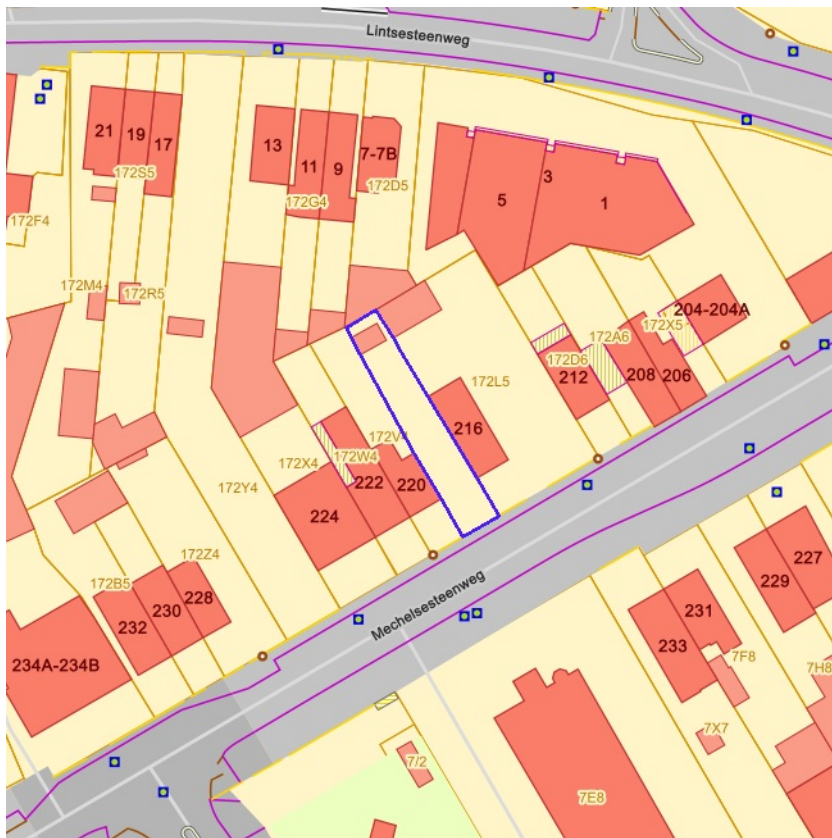 Lintsesteenweg
21
19
17
13
11
9
7-7B
5
3
1
172S5
172G4
172D5
172F4
172M4
172R5
204-204A
172X5
172A6
172D6
212
208
206
172L5
216
172V4
172X4
172W4
222
220
224
172Y4
172Z4
172B5
228
230
232
234A-234B
Mechelsesteenweg
227
229
231
233
7F8
7H8
7X7
7/2
7E8